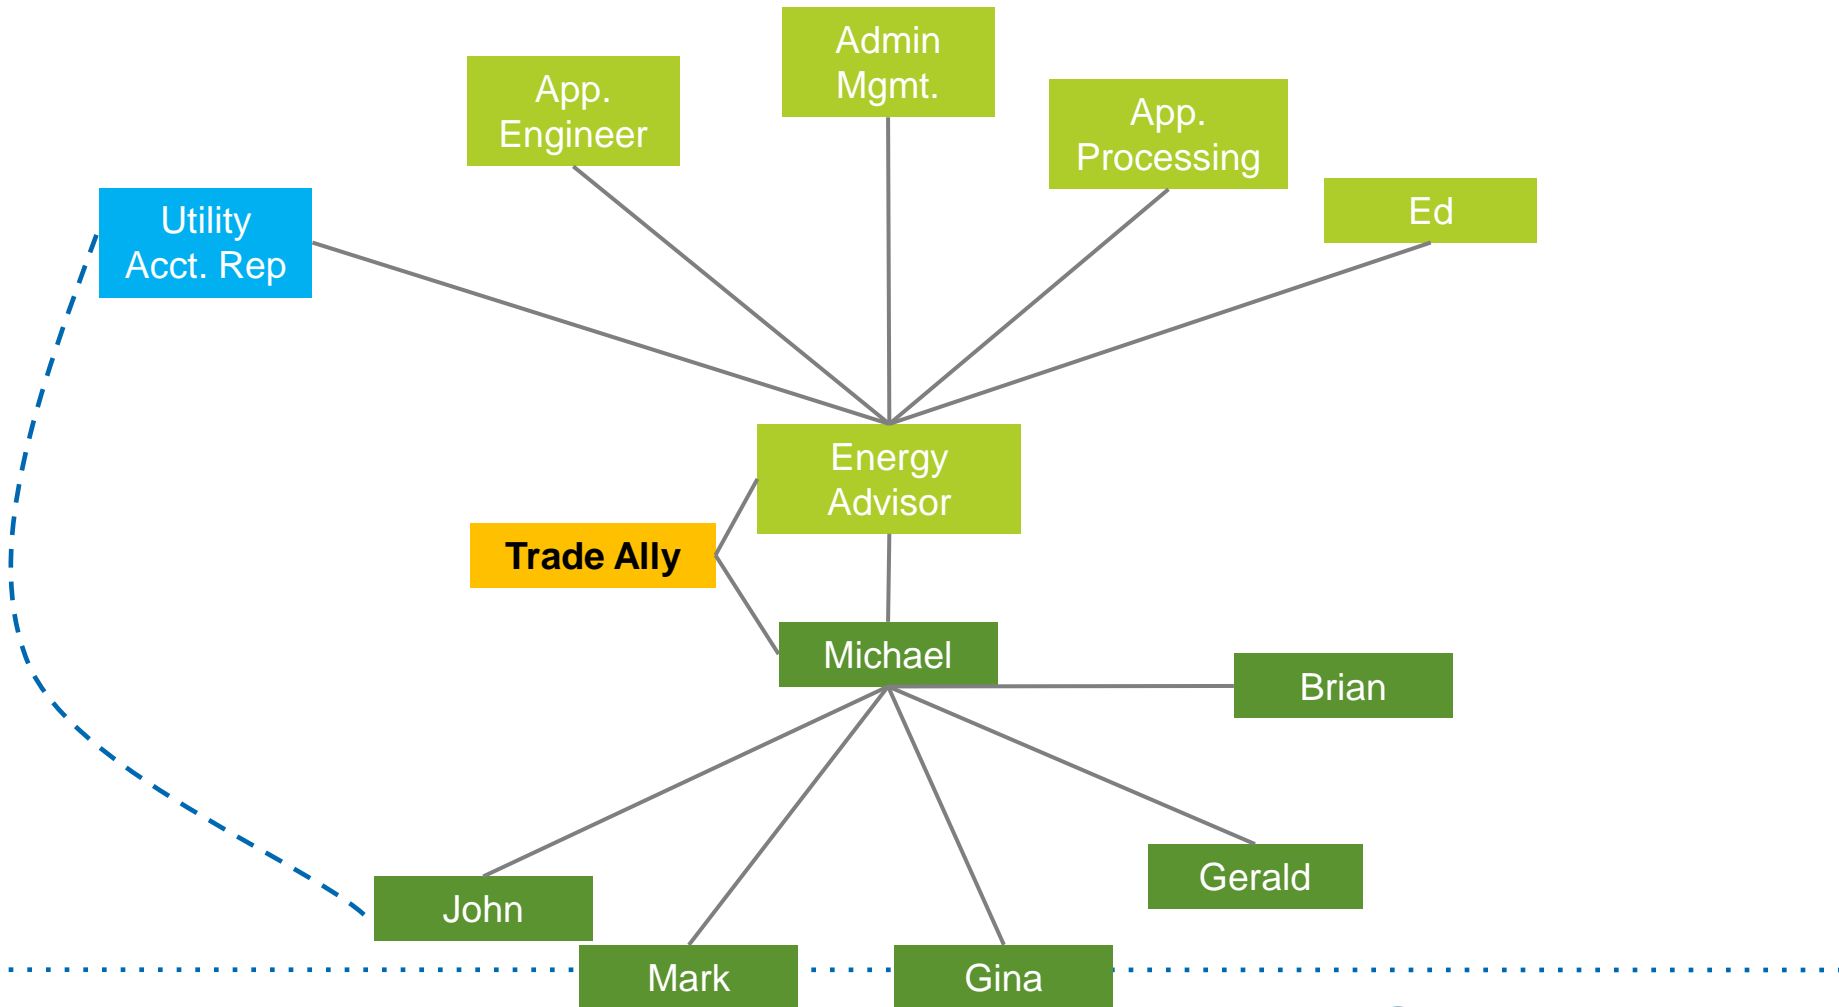 Admin
Mgmt.
App.
Engineer
App.
Processing
Ed
Utility
Acct. Rep
Energy
Advisor
Trade Ally
Michael
Brian
Gerald
John
Mark
Gina